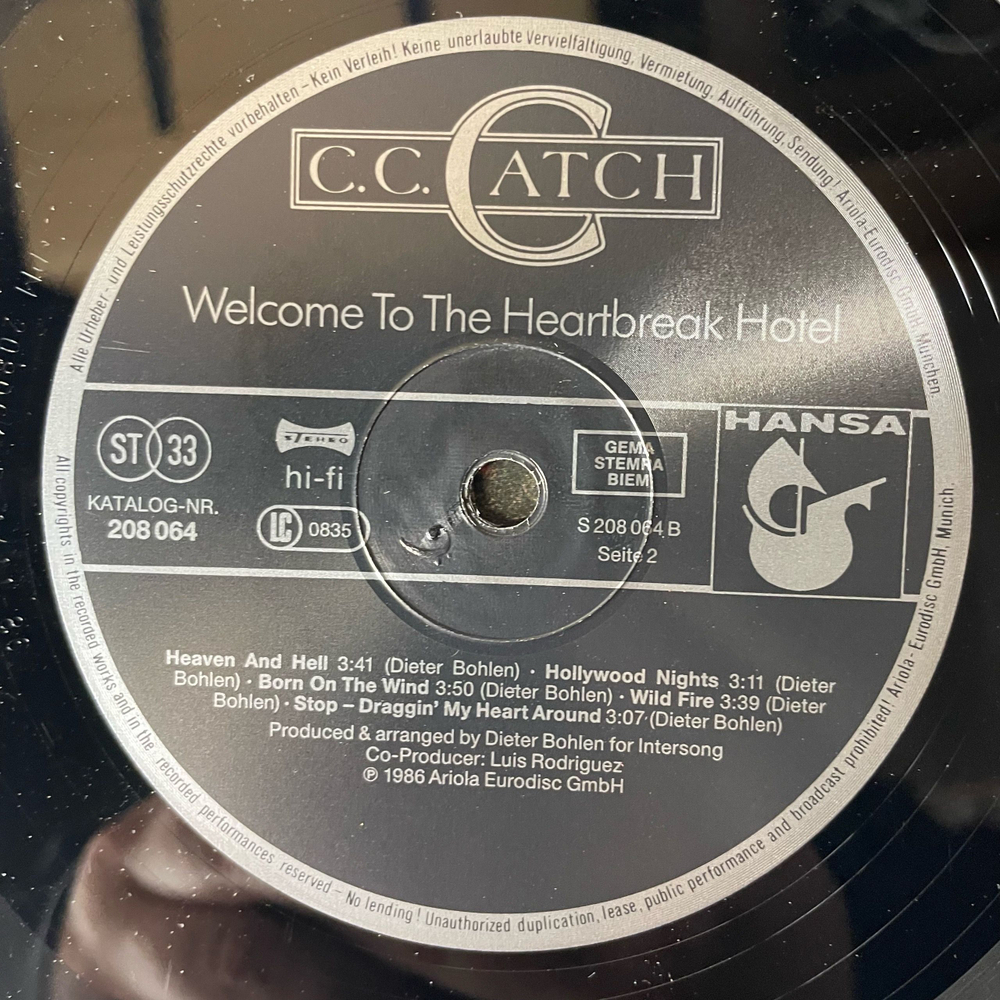 Alle Urheber- und Leistungsschutzrechte vorbehalten – Kein Verleih! Keine unerlaubte Vervielfältigung, Vermietung, Aufführung, Sendung! Ariola-Eurodisc GmbH, München.
C.C. CATCH
Welcome To The Heartbreak Hotel
ST 33
KATALOG-NR.
208 064
STEREO
hi-fi
LC 0835
GEMA
STEMRA
BIEM
S 208 064 B
Seite 2
HANSA
Heaven And Hell 3:41 (Dieter Bohlen) · Hollywood Nights 3:11 (Dieter
Bohlen) · Born On The Wind 3:50 (Dieter Bohlen) · Wild Fire 3:39 (Dieter
Bohlen) · Stop – Draggin' My Heart Around 3:07 (Dieter Bohlen)
Produced & arranged by Dieter Bohlen for Intersong
Co-Producer: Luis Rodriguez
℗ 1986 Ariola Eurodisc GmbH
All copyrights in the recorded works and in the recorded performances reserved – No lending! Unauthorized duplication, lease, public performance and broadcast prohibited! Ariola-Eurodisc GmbH, Munich.